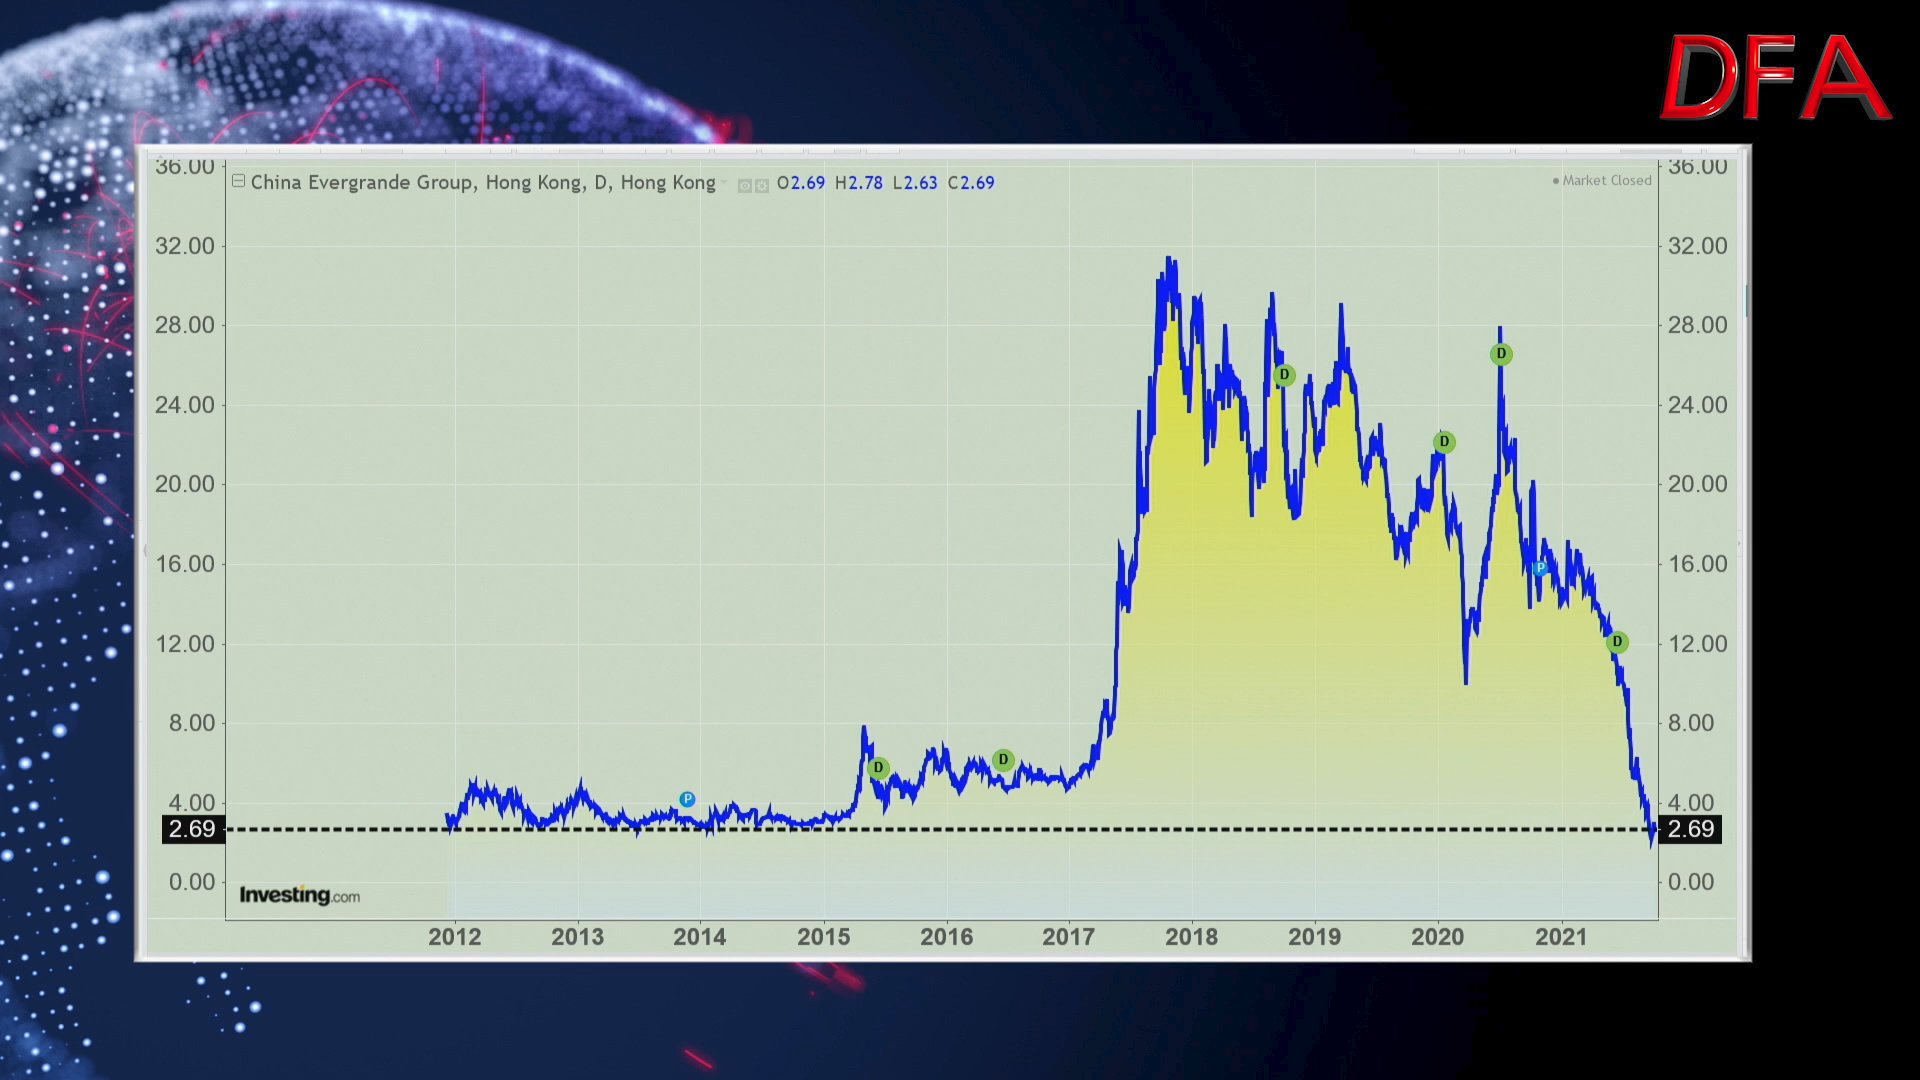 DFA
36.00 36.00
China Evergrande Group, Hong Kong, D, Hong Kong O2.69 H2.78 L2.63 C2.69
Market Closed
32.00 32.00
28.00 28.00
D
D
24.00 24.00
D
20.00 20.00
16.00 16.00
P
12.00 12.00
D
8.00 8.00
D D
4.00 4.00
P
2.69 2.69
0.00 0.00
Investing.com
2012 2013 2014 2015 2016 2017 2018 2019 2020 2021